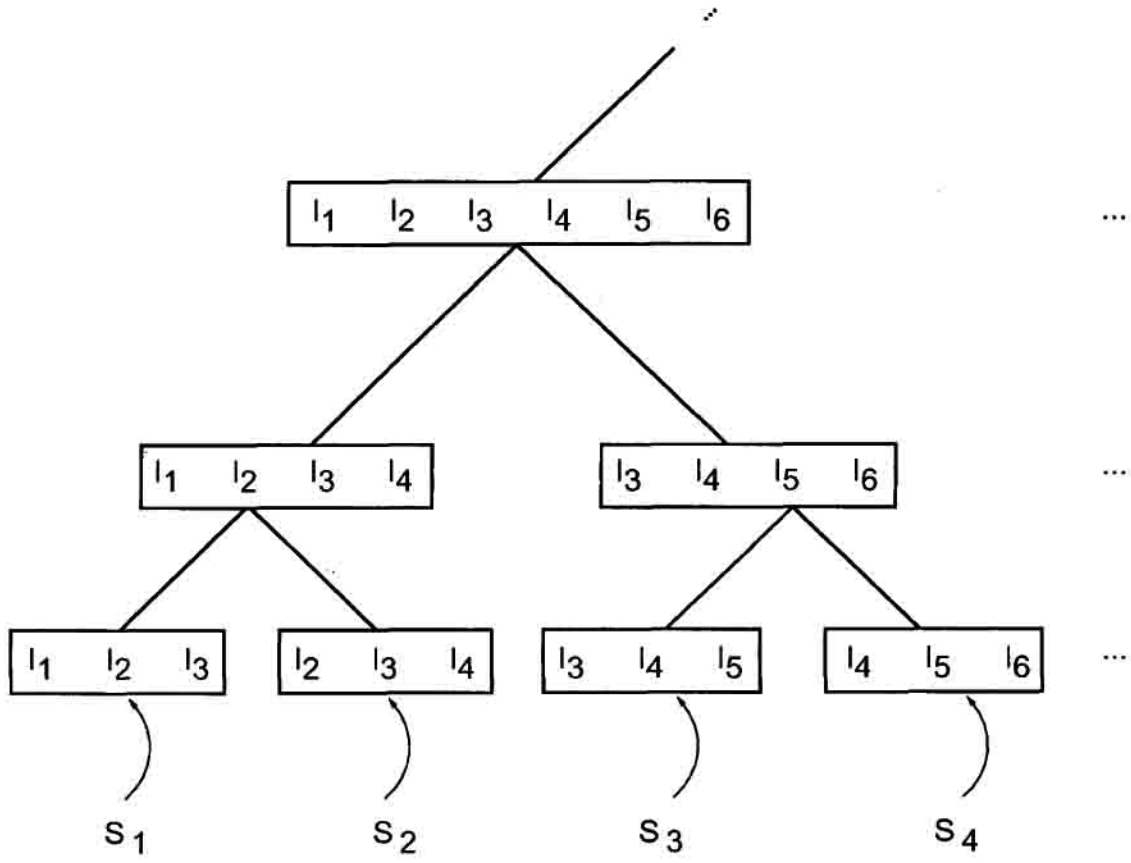 ...
I1 I2 I3 I4 I5 I6 ...
I1 I2 I3 I4 I3 I4 I5 I6 ...
I1 I2 I3 I2 I3 I4 I3 I4 I5 I4 I5 I6 ...
S1 S2 S3 S4